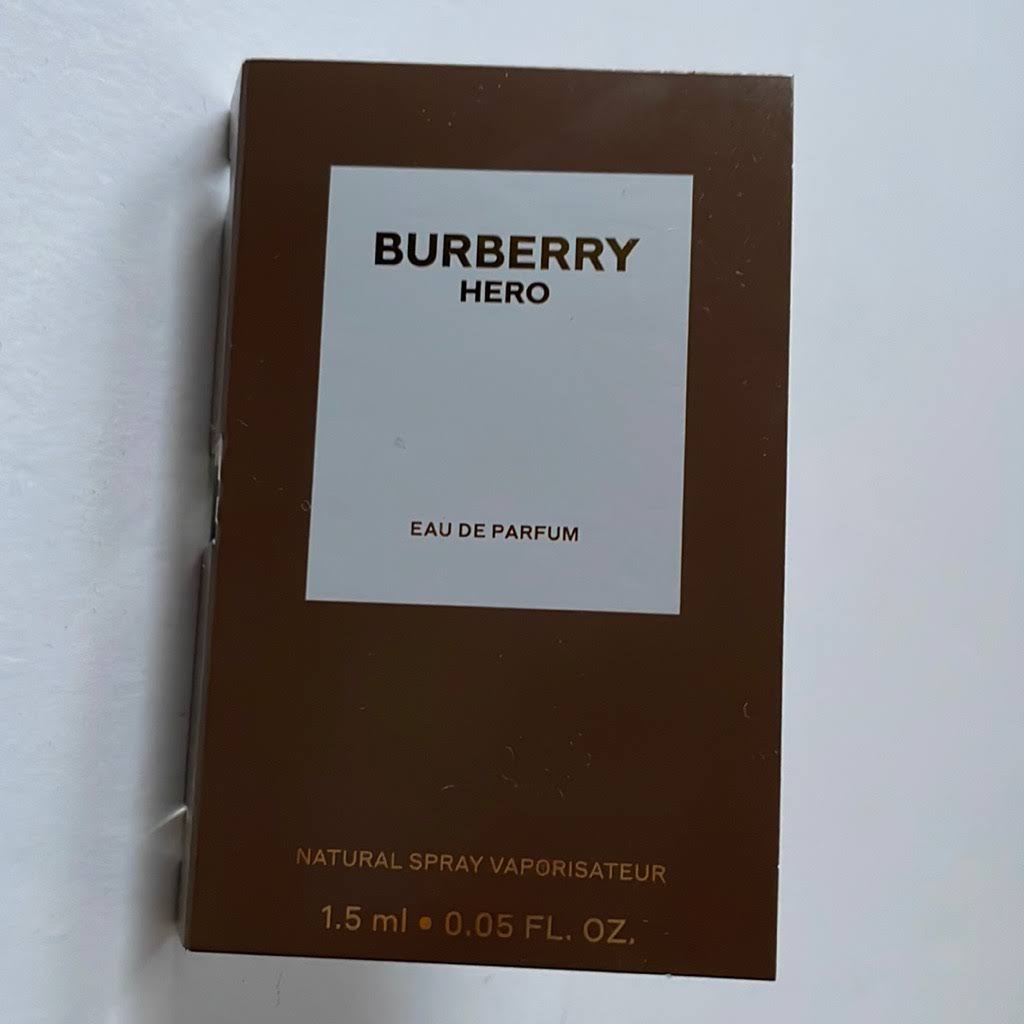 BURBERRY
HERO
EAU DE PARFUM
NATURAL SPRAY VAPORISATEUR
1.5 ml • 0.05 FL. OZ.